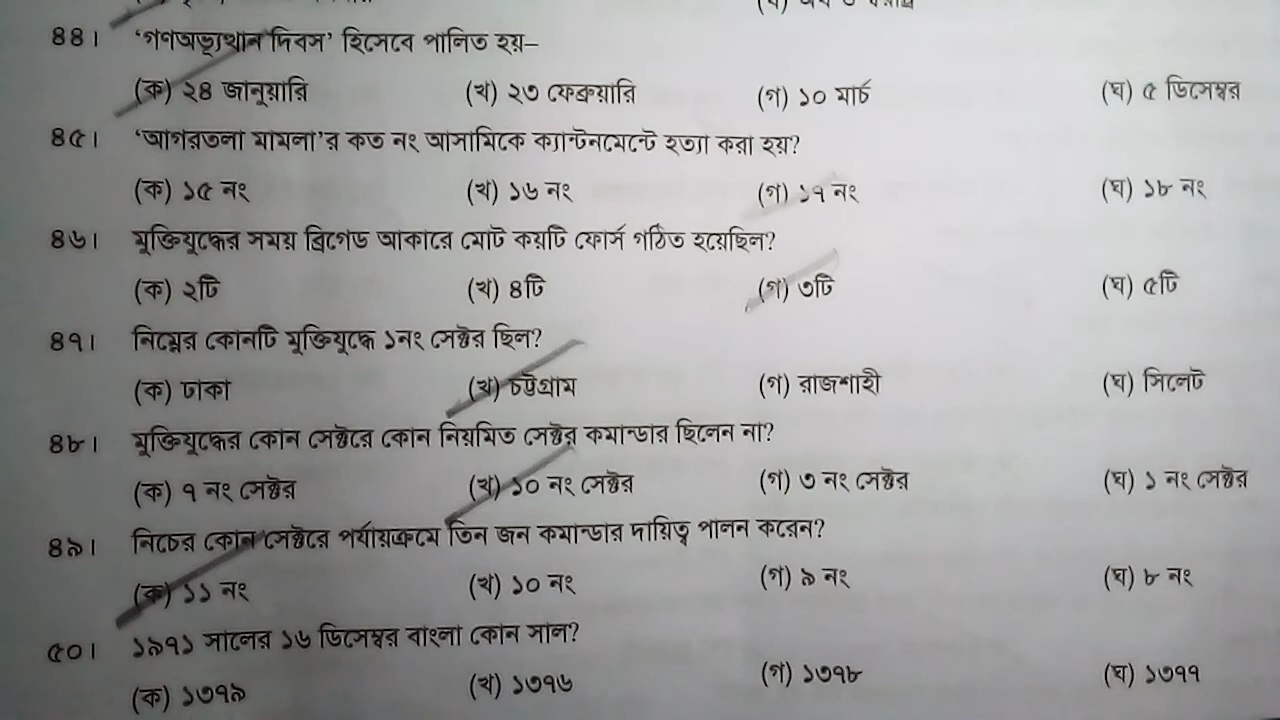 ৪৪। ‘গণঅভ্যুত্থান দিবস’ হিসেবে পালিত হয়–
(ক) ২৪ জানুয়ারি (খ) ২৩ ফেব্রুয়ারি (গ) ১০ মার্চ (ঘ) ৫ ডিসেম্বর
৪৫। ‘আগরতলা মামলা’র কত নং আসামিকে ক্যান্টনমেন্টে হত্যা করা হয়?
(ক) ১৫ নং (খ) ১৬ নং (গ) ১৭ নং (ঘ) ১৮ নং
৪৬। মুক্তিযুদ্ধের সময় ব্রিগেড আকারে মোট কয়টি ফোর্স গঠিত হয়েছিল?
(ক) ২টি (খ) ৪টি (গ) ৩টি (ঘ) ৫টি
৪৭। নিম্নের কোনটি মুক্তিযুদ্ধে ১নং সেক্টর ছিল?
(ক) ঢাকা (খ) চট্টগ্রাম (গ) রাজশাহী (ঘ) সিলেট
৪৮। মুক্তিযুদ্ধের কোন সেক্টরে কোন নিয়মিত সেক্টর কমান্ডার ছিলেন না?
(ক) ৭ নং সেক্টর (খ) ১০ নং সেক্টর (গ) ৩ নং সেক্টর (ঘ) ১ নং সেক্টর
৪৯। নিচের কোন সেক্টরে পর্যায়ক্রমে তিন জন কমান্ডার দায়িত্ব পালন করেন?
(ক) ১১ নং (খ) ১০ নং (গ) ৯ নং (ঘ) ৮ নং
৫০। ১৯৭১ সালের ১৬ ডিসেম্বর বাংলা কোন সাল?
(ক) ১৩৭৯ (খ) ১৩৭৬ (গ) ১৩৭৮ (ঘ) ১৩৭৭